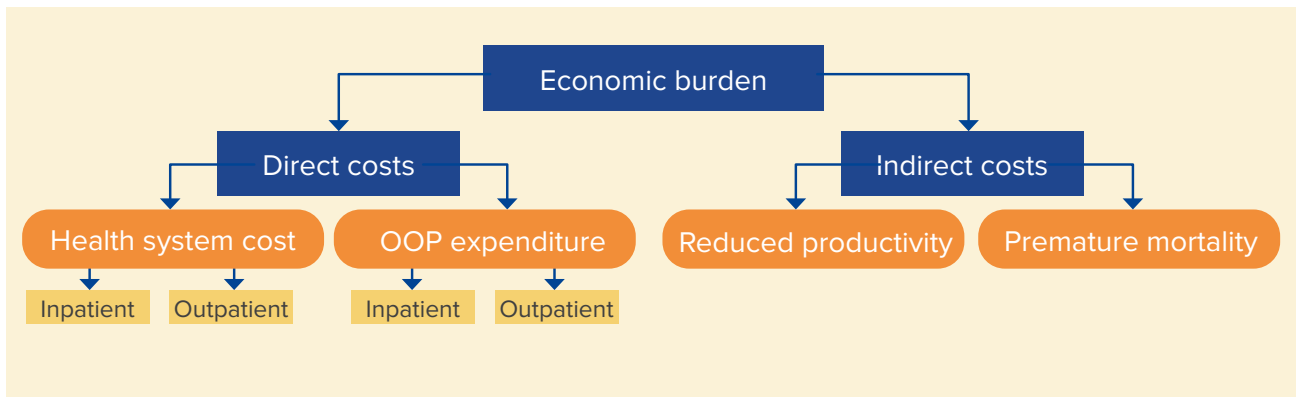 Economic burden
Direct costs
Indirect costs
Health system cost
OOP expenditure
Reduced productivity
Premature mortality
Inpatient
Outpatient
Inpatient
Outpatient